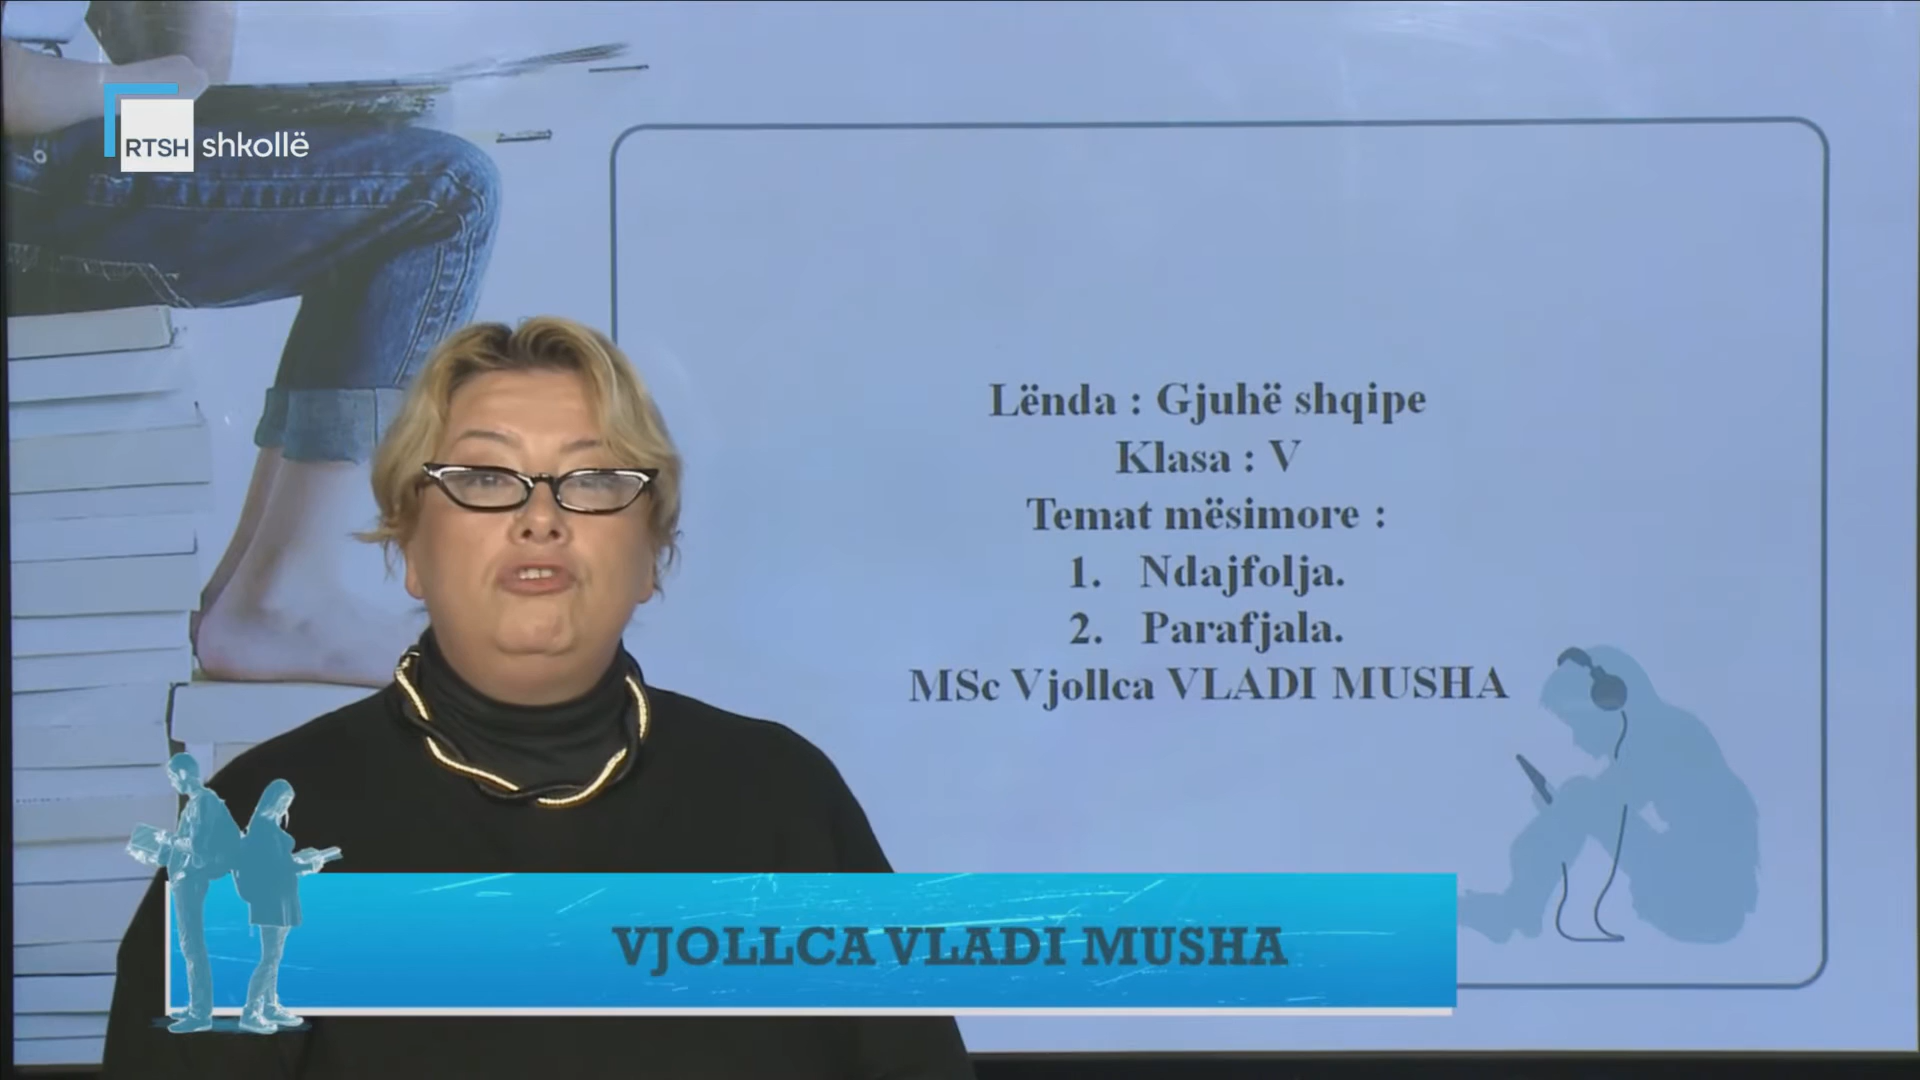 RTSH shkollë
Lënda : Gjuhë shqipe
Klasa : V
Temat mësimore :
1. Ndajfolja.
2. Parafjala.
MSc Vjollca VLADI MUSHA
VJOLLCA VLADI MUSHA